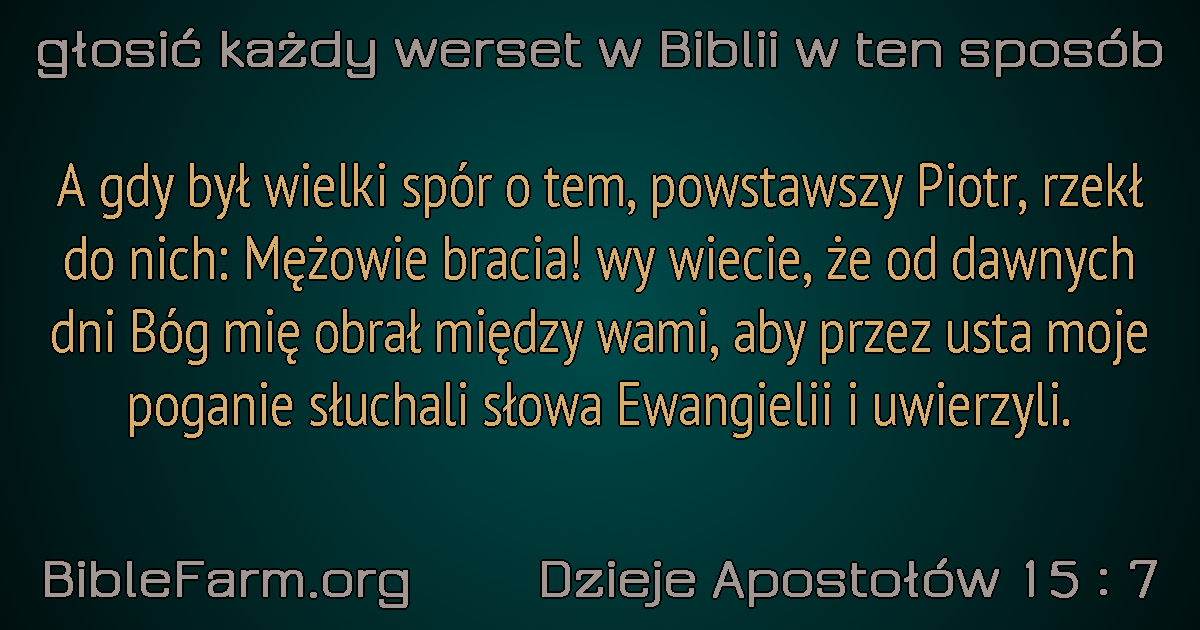 głosić każdy werset w Biblii w ten sposób
A gdy był wielki spór o tem, powstawszy Piotr, rzekł
do nich: Mężowie bracia! wy wiecie, że od dawnych
dni Bóg mię obrał między wami, aby przez usta moje
poganie słuchali słowa Ewangielii i uwierzyli.
BibleFarm.org
Dzieje Apostołów 15 : 7